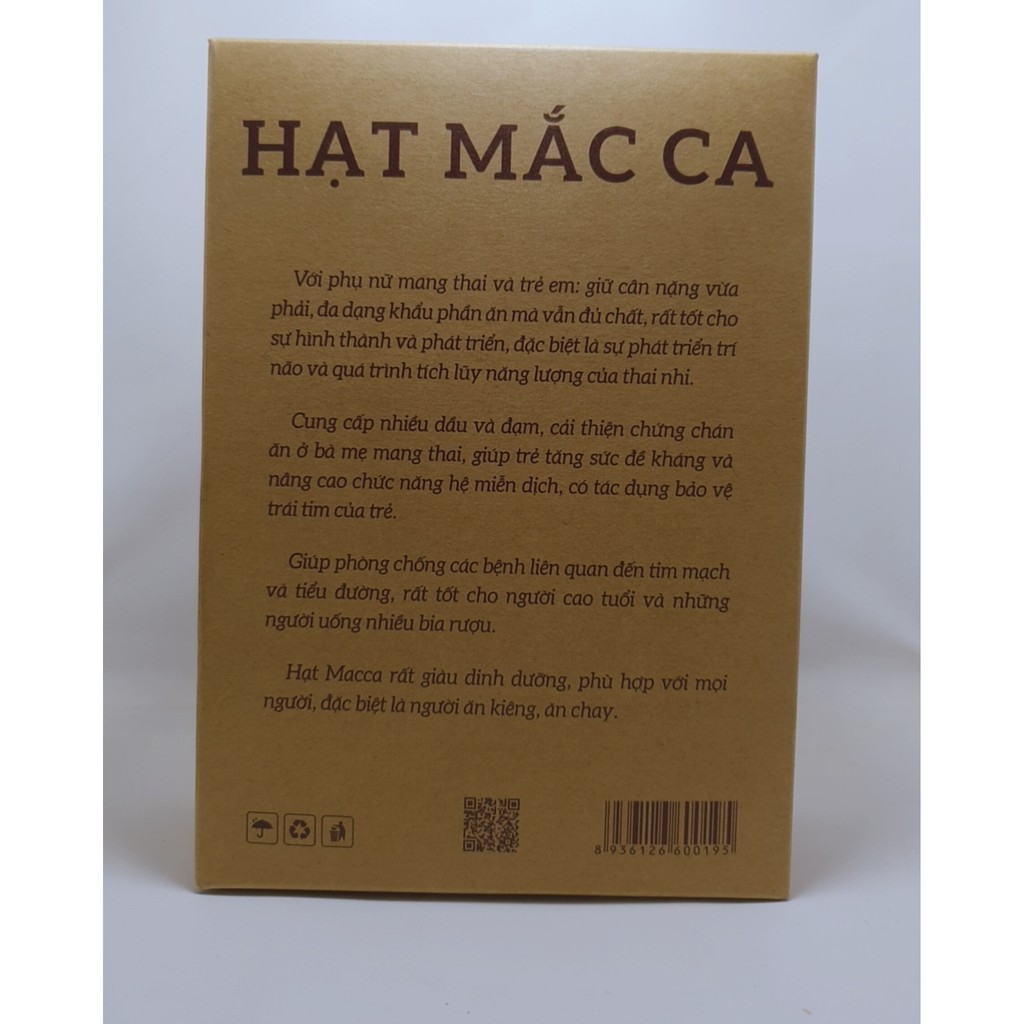 HẠT MẮC CA
Với phụ nữ mang thai và trẻ em: giữ cân nặng vừa
phải, đa dạng khẩu phần ăn mà vẫn đủ chất, rất tốt cho
sự hình thành và phát triển, đặc biệt là sự phát triển trí
não và quá trình tích lũy năng lượng của thai nhi.
Cung cấp nhiều dầu và đạm, cải thiện chứng chán
ăn ở bà mẹ mang thai, giúp trẻ tăng sức đề kháng và
nâng cao chức năng hệ miễn dịch, có tác dụng bảo vệ
trái tim của trẻ.
Giúp phòng chống các bệnh liên quan đến tim mạch
và tiểu đường, rất tốt cho người cao tuổi và những
người uống nhiều bia rượu.
Hạt Macca rất giàu dinh dưỡng, phù hợp với mọi
người, đặc biệt là người ăn kiêng, ăn chay.
8 936126 600195